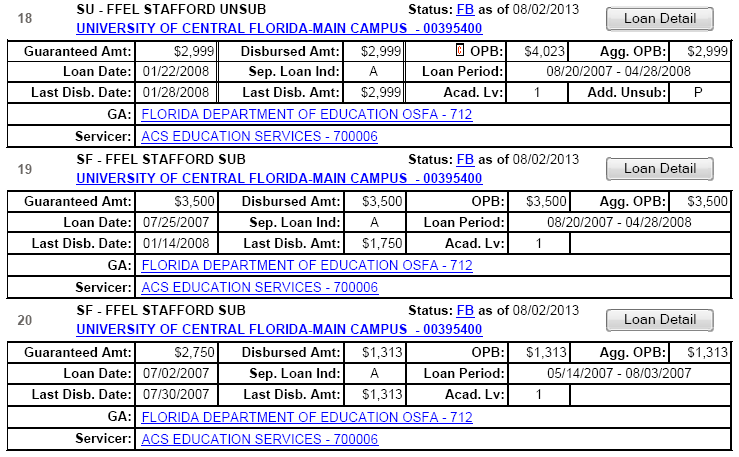 18 SU - FFEL STAFFORD UNSUB Status: FB as of 08/02/2013 Loan Detail
UNIVERSITY OF CENTRAL FLORIDA-MAIN CAMPUS - 00395400
Guaranteed Amt: $2,999 Disbursed Amt: $2,999 C OPB: $4,023 Agg. OPB: $2,999
Loan Date: 01/22/2008 Sep. Loan Ind: A Loan Period: 08/20/2007 - 04/28/2008
Last Disb. Date: 01/28/2008 Last Disb. Amt: $2,999 Acad. Lv: 1 Add. Unsub: P
GA: FLORIDA DEPARTMENT OF EDUCATION OSFA - 712
Servicer: ACS EDUCATION SERVICES - 700006
19 SF - FFEL STAFFORD SUB Status: FB as of 08/02/2013 Loan Detail
UNIVERSITY OF CENTRAL FLORIDA-MAIN CAMPUS - 00395400
Guaranteed Amt: $3,500 Disbursed Amt: $3,500 OPB: $3,500 Agg. OPB: $3,500
Loan Date: 07/25/2007 Sep. Loan Ind: A Loan Period: 08/20/2007 - 04/28/2008
Last Disb. Date: 01/14/2008 Last Disb. Amt: $1,750 Acad. Lv: 1
GA: FLORIDA DEPARTMENT OF EDUCATION OSFA - 712
Servicer: ACS EDUCATION SERVICES - 700006
20 SF - FFEL STAFFORD SUB Status: FB as of 08/02/2013 Loan Detail
UNIVERSITY OF CENTRAL FLORIDA-MAIN CAMPUS - 00395400
Guaranteed Amt: $2,750 Disbursed Amt: $1,313 OPB: $1,313 Agg. OPB: $1,313
Loan Date: 07/02/2007 Sep. Loan Ind: A Loan Period: 05/14/2007 - 08/03/2007
Last Disb. Date: 07/30/2007 Last Disb. Amt: $1,313 Acad. Lv: 1
GA: FLORIDA DEPARTMENT OF EDUCATION OSFA - 712
Servicer: ACS EDUCATION SERVICES - 700006